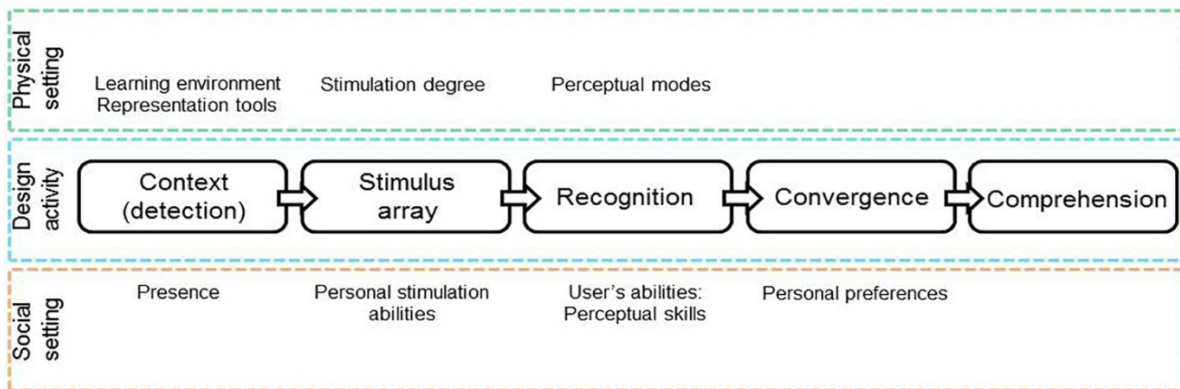 Physical
setting
Learning environment
Representation tools
Stimulation degree
Perceptual modes
Design
activity
Context
(detection)
Stimulus
array
Recognition
Convergence
Comprehension
Social
setting
Presence
Personal stimulation
abilities
User's abilities:
Perceptual skills
Personal preferences